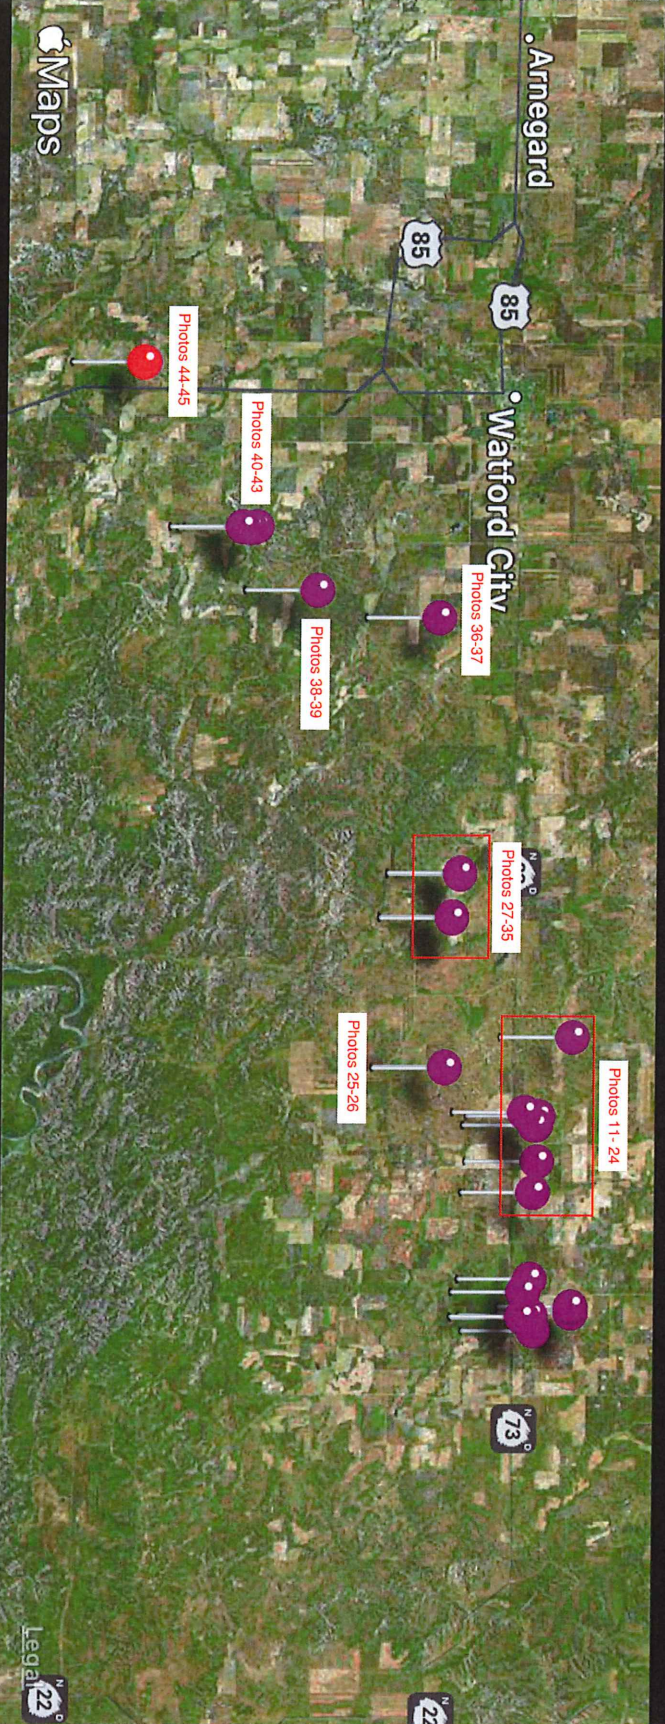 Arnegard
85
85
Watford City
Photos 44-45
Photos 40-43
Photos 38-39
Photos 36-37
Photos 27-35
N D
Photos 25-26
Photos 11- 24
N D
73
N D
22
N D
22
Maps
Legal